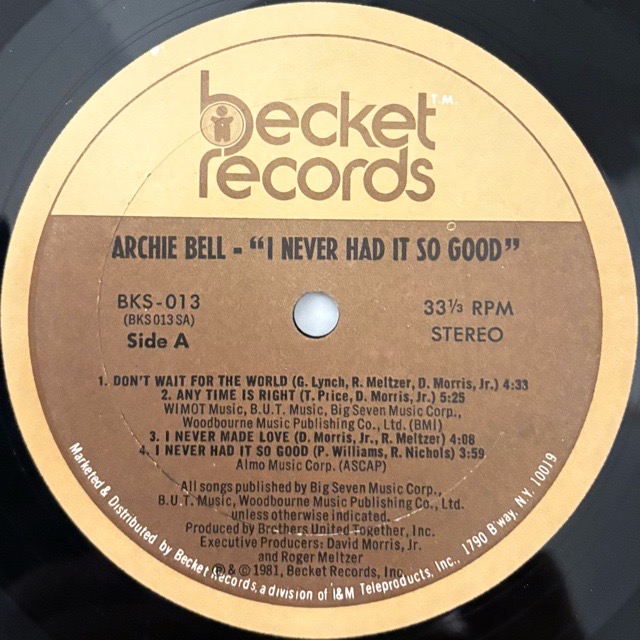 becket T.M.
records
ARCHIE BELL - "I NEVER HAD IT SO GOOD"
BKS-013
(BKS 013 SA)
Side A
33 1/3 RPM
STEREO
1. DON'T WAIT FOR THE WORLD (G. Lynch, R. Meltzer, D. Morris, Jr.) 4:33
2. ANY TIME IS RIGHT (T. Price, D. Morris, Jr.) 5:25
WIMOT Music, B.U.T. Music, Big Seven Music Corp.,
Woodbourne Music Publishing Co., Ltd. (BMI)
3. I NEVER MADE LOVE (D. Morris, Jr., R. Meltzer) 4:08
4. I NEVER HAD IT SO GOOD (P. Williams, R. Nichols) 3:59
Almo Music Corp. (ASCAP)
All songs published by Big Seven Music Corp.,
B.U.T. Music, Woodbourne Music Publishing Co., Ltd.
unless otherwise indicated.
Produced by Brothers United Together, Inc.
Executive Producers: David Morris, Jr.
and Roger Meltzer
℗ & © 1981, Becket Records, Inc.
Marketed & Distributed by Becket Records, a division of I&M Teleproducts, Inc., 1790 B'way, N.Y. 10019